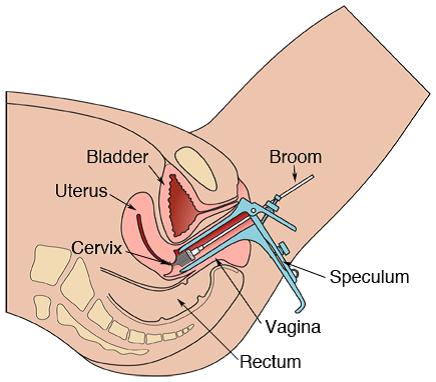 Bladder
Broom
Uterus
Cervix
Speculum
Vagina
Rectum